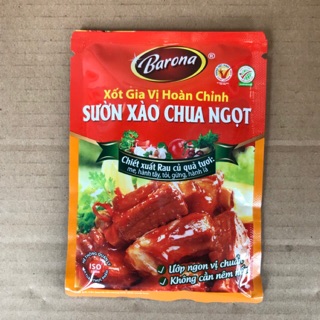 Barona®
Xốt Gia Vị Hoàn Chỉnh
SƯỜN XÀO CHUA NGỌT
Chiết xuất Rau củ quả tươi:
me, hành tây, tỏi, gừng, hành lá
ISO
✓ Ướp ngon vị chuẩn
✓ Không cần nêm